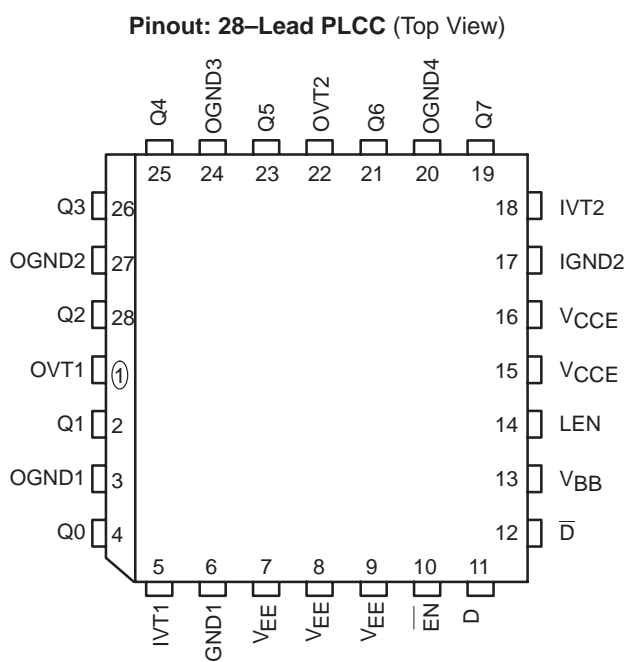 Pinout: 28–Lead PLCC (Top View)
Q4 OGND3 Q5 OVT2 Q6 OGND4 Q7
25 24 23 22 21 20 19
Q3 26 18 IVT2
OGND2 27 17 IGND2
Q2 28 16 VCCE
OVT1 1 15 VCCE
Q1 2 14 LEN
OGND1 3 13 VBB
Q0 4 12 D̅
5 6 7 8 9 10 11
IVT1 GND1 VEE VEE VEE E̅N̅ D